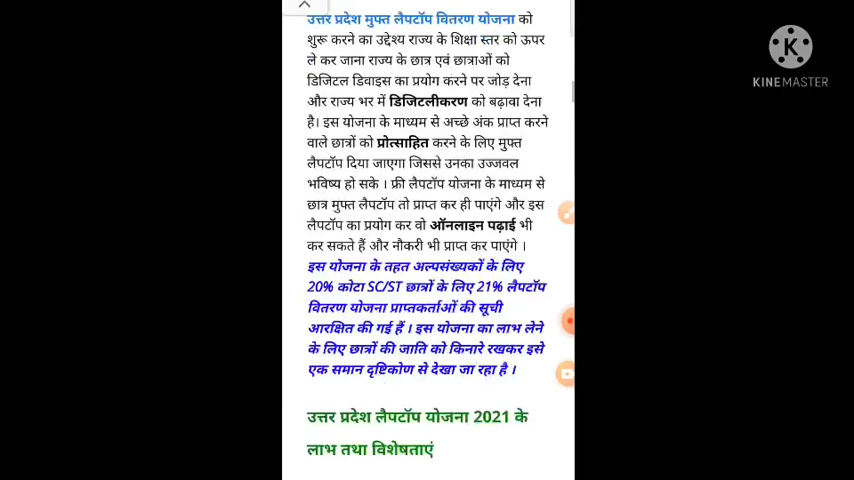 उत्तर प्रदेश मुफ्त लैपटॉप वितरण योजना को
शुरू करने का उद्देश्य राज्य के शिक्षा स्तर को ऊपर
ले कर जाना राज्य के छात्र एवं छात्राओं को
डिजिटल डिवाइस का प्रयोग करने पर जोड़ देना
और राज्य भर में डिजिटलीकरण को बढ़ावा देना
है। इस योजना के माध्यम से अच्छे अंक प्राप्त करने
वाले छात्रों को प्रोत्साहित करने के लिए मुफ्त
लैपटॉप दिया जाएगा जिससे उनका उज्जवल
भविष्य हो सके । फ्री लैपटॉप योजना के माध्यम से
छात्र मुफ्त लैपटॉप तो प्राप्त कर ही पाएंगे और इस
लैपटॉप का प्रयोग कर वो ऑनलाइन पढ़ाई भी
कर सकते हैं और नौकरी भी प्राप्त कर पाएंगे ।
इस योजना के तहत अल्पसंख्यकों के लिए
20% कोटा SC/ST छात्रों के लिए 21% लैपटॉप
वितरण योजना प्राप्तकर्ताओं की सूची
आरक्षित की गई हैं । इस योजना का लाभ लेने
के लिए छात्रों की जाति को किनारे रखकर इसे
एक समान दृष्टिकोण से देखा जा रहा है ।
उत्तर प्रदेश लैपटॉप योजना 2021 के
लाभ तथा विशेषताएं
K
KINEMASTER